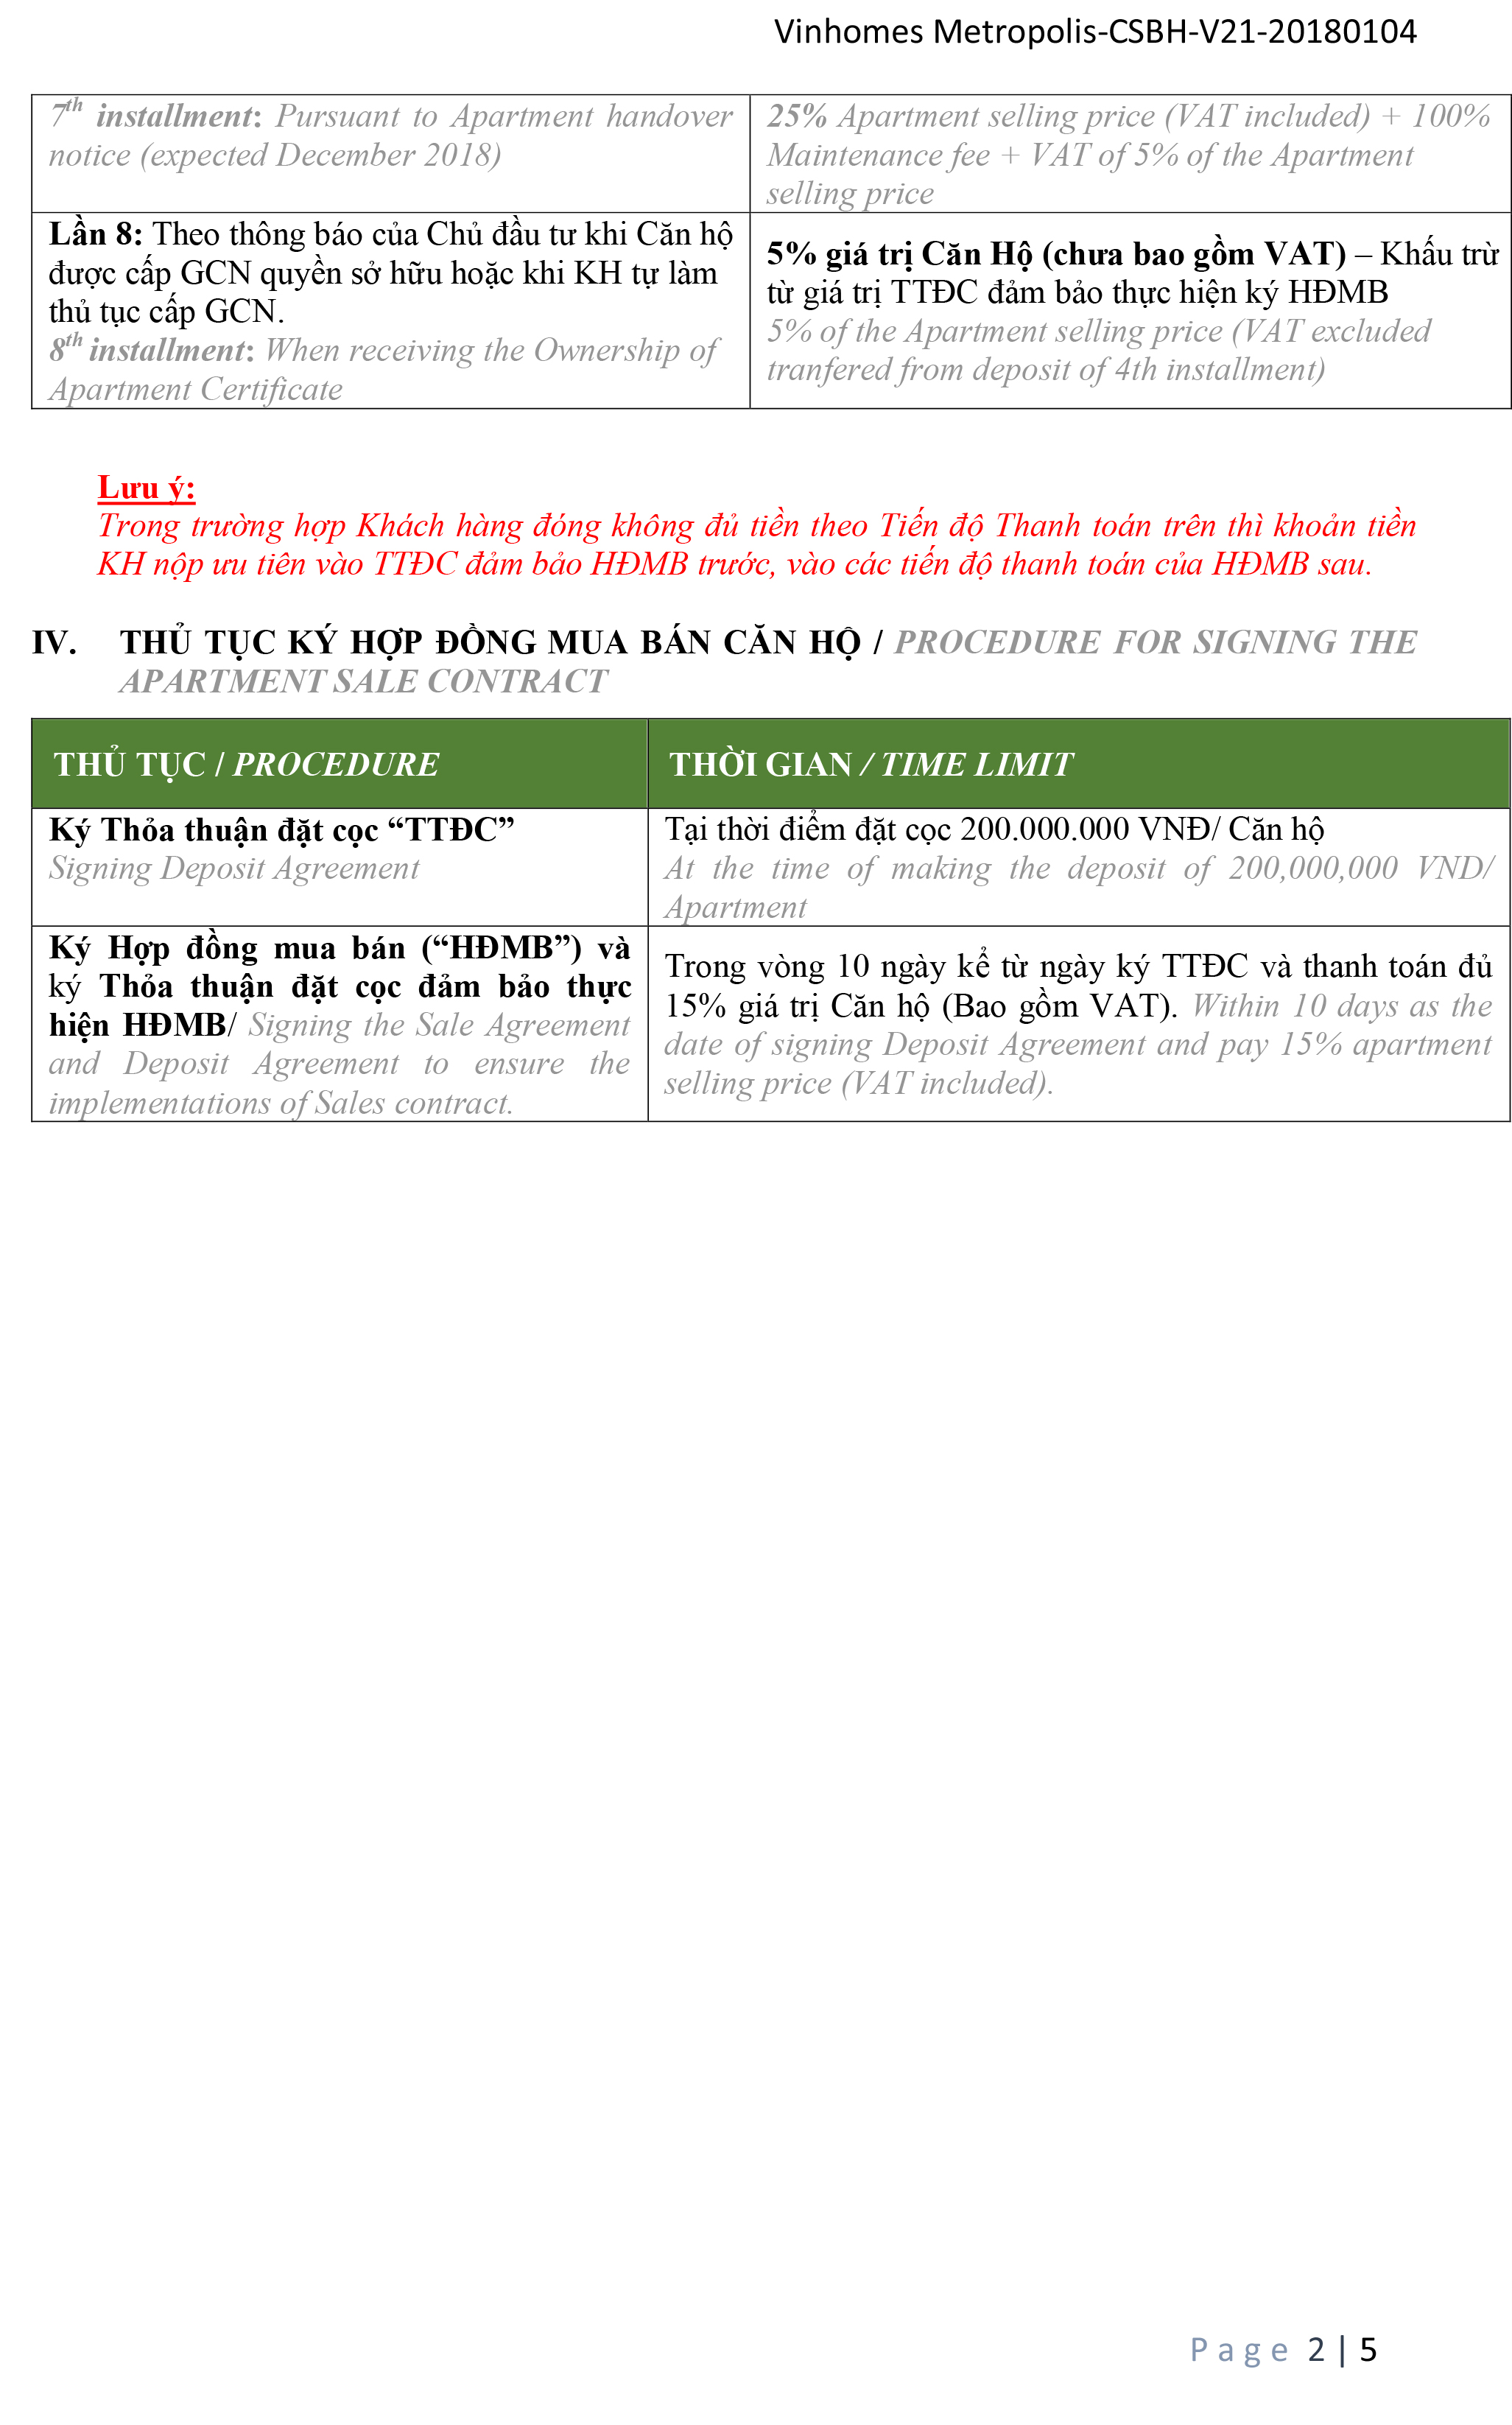 Vinhomes Metropolis-CSBH-V21-20180104
7th installment: Pursuant to Apartment handover
notice (expected December 2018)
25% Apartment selling price (VAT included) + 100%
Maintenance fee + VAT of 5% of the Apartment
selling price
Lần 8: Theo thông báo của Chủ đầu tư khi Căn hộ
được cấp GCN quyền sở hữu hoặc khi KH tự làm
thủ tục cấp GCN.
8th installment: When receiving the Ownership of
Apartment Certificate
5% giá trị Căn Hộ (chưa bao gồm VAT) – Khấu trừ
từ giá trị TTĐC đảm bảo thực hiện ký HĐMB
5% of the Apartment selling price (VAT excluded
tranfered from deposit of 4th installment)
Lưu ý:
Trong trường hợp Khách hàng đóng không đủ tiền theo Tiến độ Thanh toán trên thì khoản tiền
KH nộp ưu tiên vào TTĐC đảm bảo HĐMB trước, vào các tiến độ thanh toán của HĐMB sau.
IV. THỦ TỤC KÝ HỢP ĐỒNG MUA BÁN CĂN HỘ / PROCEDURE FOR SIGNING THE
APARTMENT SALE CONTRACT
THỦ TỤC / PROCEDURE
THỜI GIAN / TIME LIMIT
Ký Thỏa thuận đặt cọc “TTĐC”
Signing Deposit Agreement
Tại thời điểm đặt cọc 200.000.000 VNĐ/ Căn hộ
At the time of making the deposit of 200,000,000 VND/
Apartment
Ký Hợp đồng mua bán (“HĐMB”) và
ký Thỏa thuận đặt cọc đảm bảo thực
hiện HĐMB/ Signing the Sale Agreement
and Deposit Agreement to ensure the
implementations of Sales contract.
Trong vòng 10 ngày kể từ ngày ký TTĐC và thanh toán đủ
15% giá trị Căn hộ (Bao gồm VAT). Within 10 days as the
date of signing Deposit Agreement and pay 15% apartment
selling price (VAT included).
Page 2 | 5